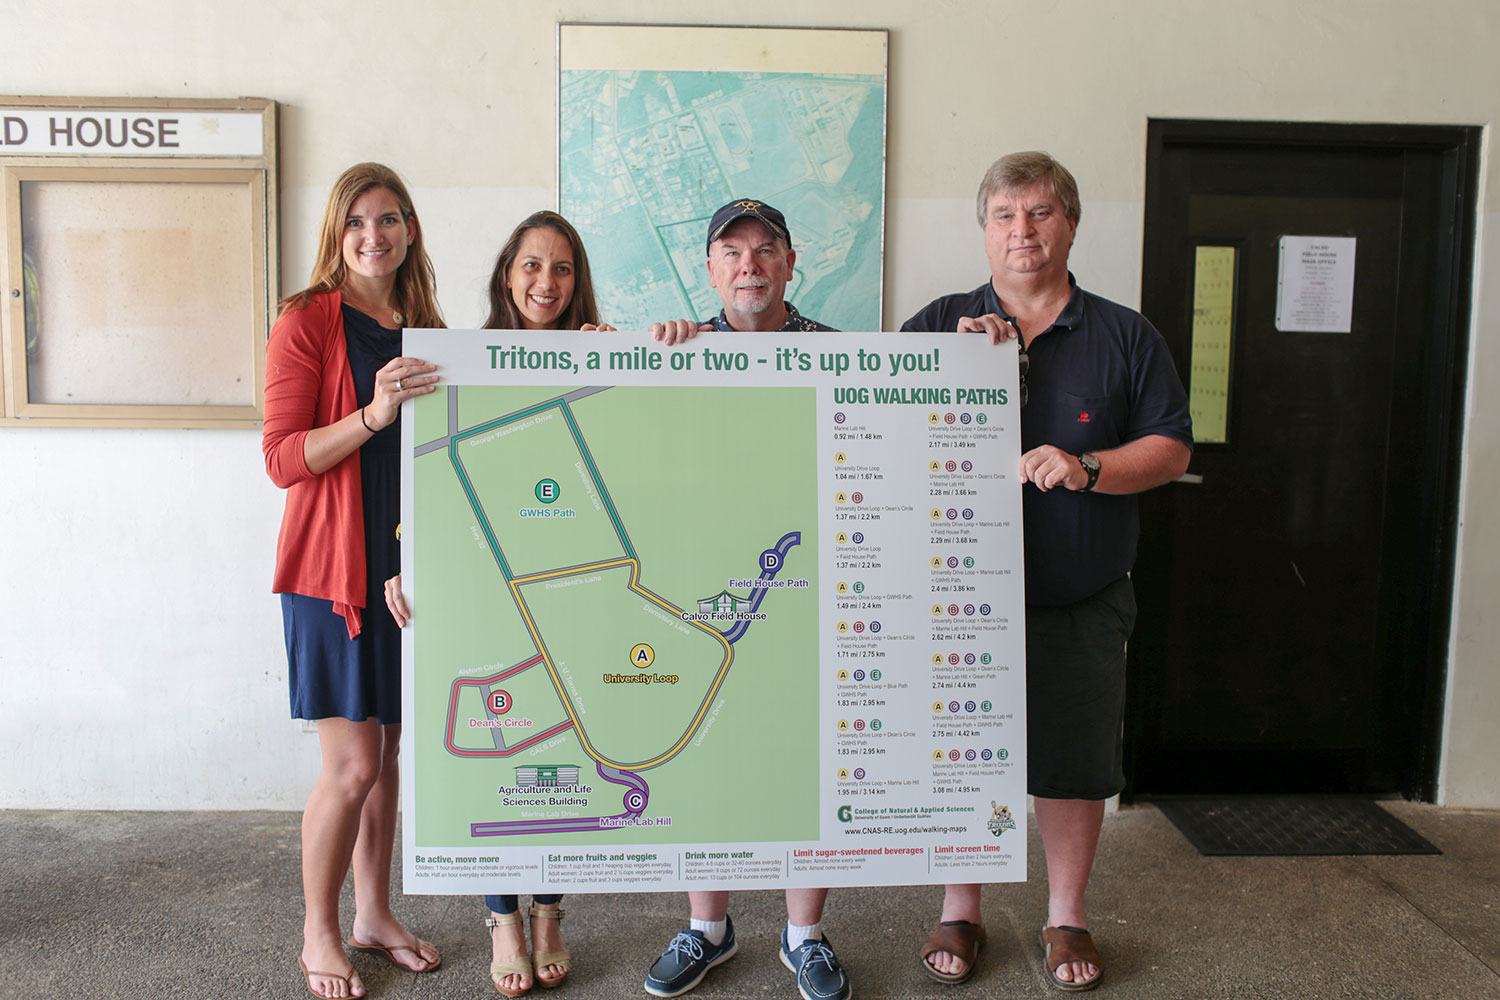 LD HOUSE
Tritons, a mile or two - it's up to you!
George Washington Drive
Dorrisbury Lane
Hwy 32
E
GWHS Path
President's Lane
D
Field House Path
Calvo Field House
A
University Loop
J. U. Torres Drive
University Drive
B
Dean's Circle
CALS Drive
Agriculture and Life
Sciences Building
Marine Lab Drive
C
Marine Lab Hill
UOG WALKING PATHS
C
Marine Lab Hill
0.92 mi / 1.48 km
A
University Drive Loop
1.04 mi / 1.67 km
A B
University Drive Loop + Dean's Circle
1.37 mi / 2.2 km
A D
University Drive Loop
+ Field House Path
1.37 mi / 2.2 km
A E
University Drive Loop + GWHS Path
1.49 mi / 2.4 km
A B D
University Drive Loop + Dean's Circle
+ Field House Path
1.71 mi / 2.75 km
A D E
University Drive Loop + Blue Path
+ GWHS Path
1.83 mi / 2.95 km
A B E
University Drive Loop + Dean's Circle
+ GWHS Path
1.83 mi / 2.95 km
A C
University Drive Loop + Marine Lab Hill
1.95 mi / 3.14 km
A B D E
University Drive Loop + Dean's Circle
+ Field House Path + GWHS Path
2.17 mi / 3.49 km
A B C
University Drive Loop + Dean's Circle
+ Marine Lab Hill
2.28 mi / 3.66 km
A C D
University Drive Loop + Marine Lab Hill
+ Field House Path
2.29 mi / 3.68 km
A C E
University Drive Loop + Marine Lab Hill
+ GWHS Path
2.4 mi / 3.86 km
A B C D
University Drive Loop + Dean's Circle
+ Marine Lab Hill + Field House Path
2.62 mi / 4.2 km
A B C E
University Drive Loop + Dean's Circle
+ Marine Lab Hill + Green Path
2.74 mi / 4.4 km
A C D E
University Drive Loop + Marine Lab Hill
+ Field House Path + GWHS Path
2.75 mi / 4.42 km
A B C D E
University Drive Loop + Dean's Circle +
Marine Lab Hill + Field House Path
+ GWHS Path
3.08 mi / 4.95 km
College of Natural & Applied Sciences
University of Guam / Unibetsedåt Guåhan
www.CNAS-RE.uog.edu/walking-maps
Be active, move more
Children: 1 hour everyday at moderate or vigorous levels
Adults: Half an hour everyday at moderate levels
Eat more fruits and veggies
Children: 1 cup fruit and 1 heaping cup veggies everyday
Adult women: 2 cups fruit and 2 ½ cups veggies everyday
Adult men: 2 cups fruit and 3 cups veggies everyday
Drink more water
Children: 4-5 cups or 32-40 ounces everyday
Adult women: 9 cups or 72 ounces everyday
Adult men: 13 cups or 104 ounces everyday
Limit sugar-sweetened beverages
Children: Almost none every week
Adults: Almost none every week
Limit screen time
Children: Less than 2 hours everyday
Adults: Less than 2 hours everyday
CALVO
FIELD HOUSE
MAIN OFFICE